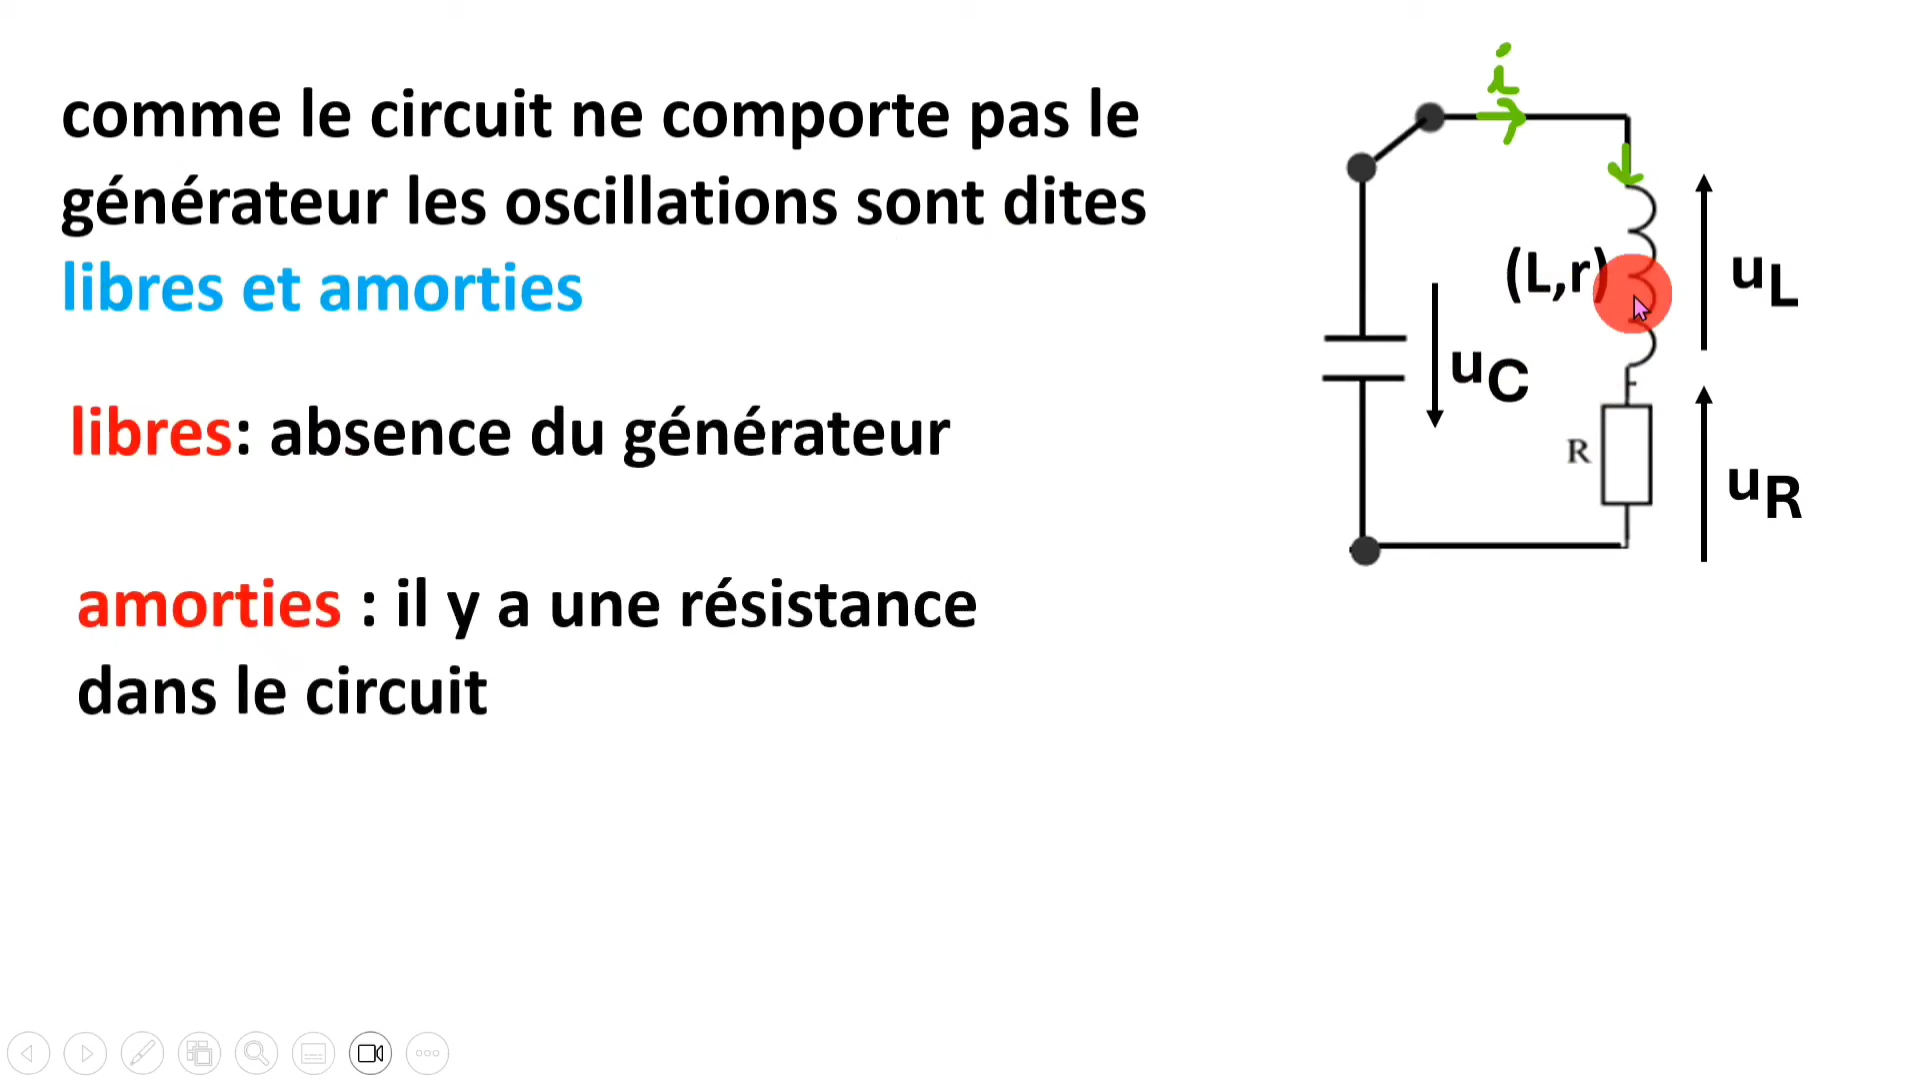 comme le circuit ne comporte pas le
générateur les oscillations sont dites
libres et amorties
libres: absence du générateur
amorties : il y a une résistance
dans le circuit
i
(L,r)
uL
uC
R
uR